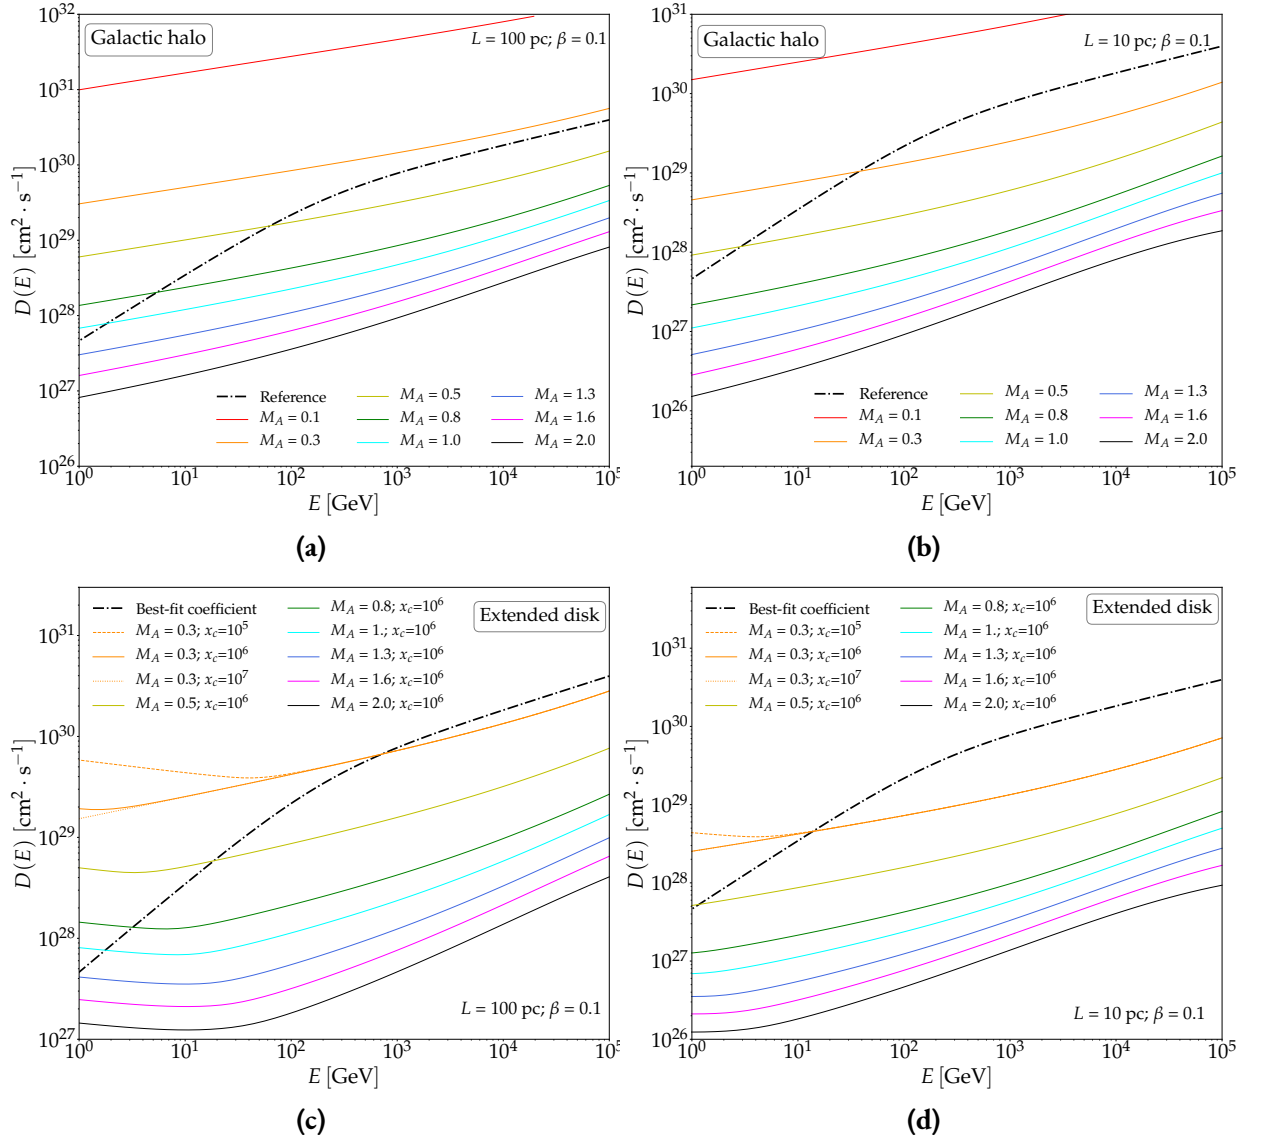 Galactic halo
L = 100 pc; β = 0.1
10^32
10^31
10^30
10^29
10^28
10^27
10^26
D(E) [cm² · s⁻¹]
Reference
M_A = 0.1
M_A = 0.3
M_A = 0.5
M_A = 0.8
M_A = 1.0
M_A = 1.3
M_A = 1.6
M_A = 2.0
10^0 10^1 10^2 10^3 10^4 10^5
E [GeV]
(a)
Galactic halo
L = 10 pc; β = 0.1
10^31
10^30
10^29
10^28
10^27
10^26
D(E) [cm² · s⁻¹]
Reference
M_A = 0.1
M_A = 0.3
M_A = 0.5
M_A = 0.8
M_A = 1.0
M_A = 1.3
M_A = 1.6
M_A = 2.0
10^0 10^1 10^2 10^3 10^4 10^5
E [GeV]
(b)
Best-fit coefficient
M_A = 0.3; x_c=10^5
M_A = 0.3; x_c=10^6
M_A = 0.3; x_c=10^7
M_A = 0.5; x_c=10^6
M_A = 0.8; x_c=10^6
M_A = 1.; x_c=10^6
M_A = 1.3; x_c=10^6
M_A = 1.6; x_c=10^6
M_A = 2.0; x_c=10^6
Extended disk
10^31
10^30
10^29
10^28
10^27
D(E) [cm² · s⁻¹]
L = 100 pc; β = 0.1
10^0 10^1 10^2 10^3 10^4 10^5
E [GeV]
(c)
Best-fit coefficient
M_A = 0.3; x_c=10^5
M_A = 0.3; x_c=10^6
M_A = 0.3; x_c=10^7
M_A = 0.5; x_c=10^6
M_A = 0.8; x_c=10^6
M_A = 1.; x_c=10^6
M_A = 1.3; x_c=10^6
M_A = 1.6; x_c=10^6
M_A = 2.0; x_c=10^6
Extended disk
10^31
10^30
10^29
10^28
10^27
10^26
D(E) [cm² · s⁻¹]
L = 10 pc; β = 0.1
10^0 10^1 10^2 10^3 10^4 10^5
E [GeV]
(d)